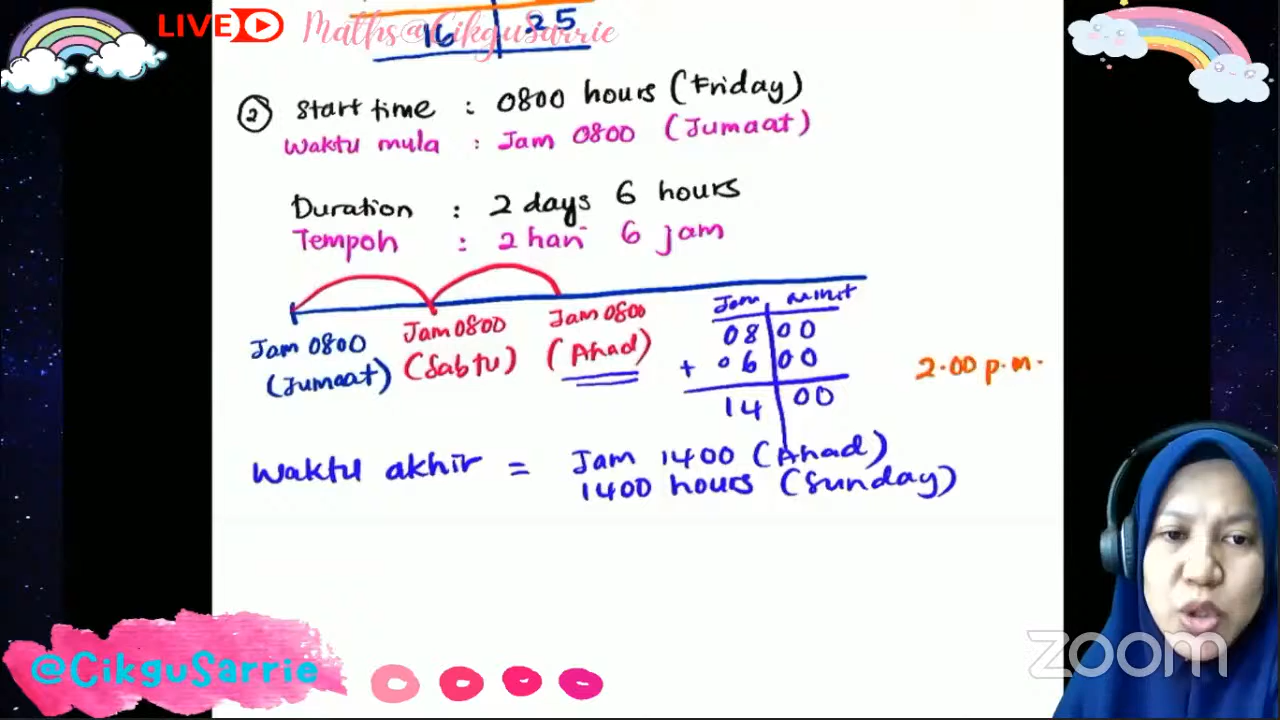 LIVE
Maths@CikguSarrie
16 | 25
② Start time : 0800 hours (Friday)
Waktu mula : Jam 0800 (Jumaat)
Duration : 2 days 6 hours
Tempoh : 2 hari 6 jam
Jam 0800
(Jumaat)
Jam 0800
(Sabtu)
Jam 0800
(Ahad)
Jam | minit
08 | 00
+ 06 | 00
14 | 00
2.00 p.m.
Waktu akhir = Jam 1400 (Ahad)
1400 hours (Sunday)
@CikguSarrie
zoom